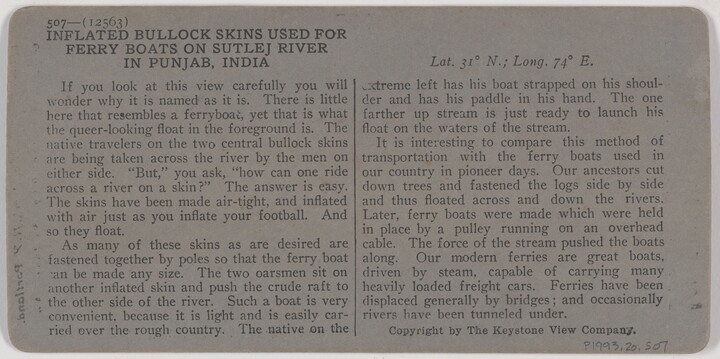 507—(12563)
INFLATED BULLOCK SKINS USED FOR
FERRY BOATS ON SUTLEJ RIVER
IN PUNJAB, INDIA
If you look at this view carefully you will
wonder why it is named as it is. There is little
here that resembles a ferryboat, yet that is what
the queer-looking float in the foreground is. The
native travelers on the two central bullock skins
are being taken across the river by the men on
either side. "But," you ask, "how can one ride
across a river on a skin?" The answer is easy.
The skins have been made air-tight, and inflated
with air just as you inflate your football. And
so they float.
As many of these skins as are desired are
fastened together by poles so that the ferry boat
can be made any size. The two oarsmen sit on
another inflated skin and push the crude raft to
the other side of the river. Such a boat is very
convenient, because it is light and is easily car-
ried over the rough country. The native on the
Lat. 31° N.; Long. 74° E.
extreme left has his boat strapped on his shoul-
der and has his paddle in his hand. The one
farther up stream is just ready to launch his
float on the waters of the stream.
It is interesting to compare this method of
transportation with the ferry boats used in
our country in pioneer days. Our ancestors cut
down trees and fastened the logs side by side
and thus floated across and down the rivers.
Later, ferry boats were made which were held
in place by a pulley running on an overhead
cable. The force of the stream pushed the boats
along. Our modern ferries are great boats,
driven by steam, capable of carrying many
heavily loaded freight cars. Ferries have been
displaced generally by bridges; and occasionally
rivers have been tunneled under.
Copyright by The Keystone View Company.
P1993.20.507